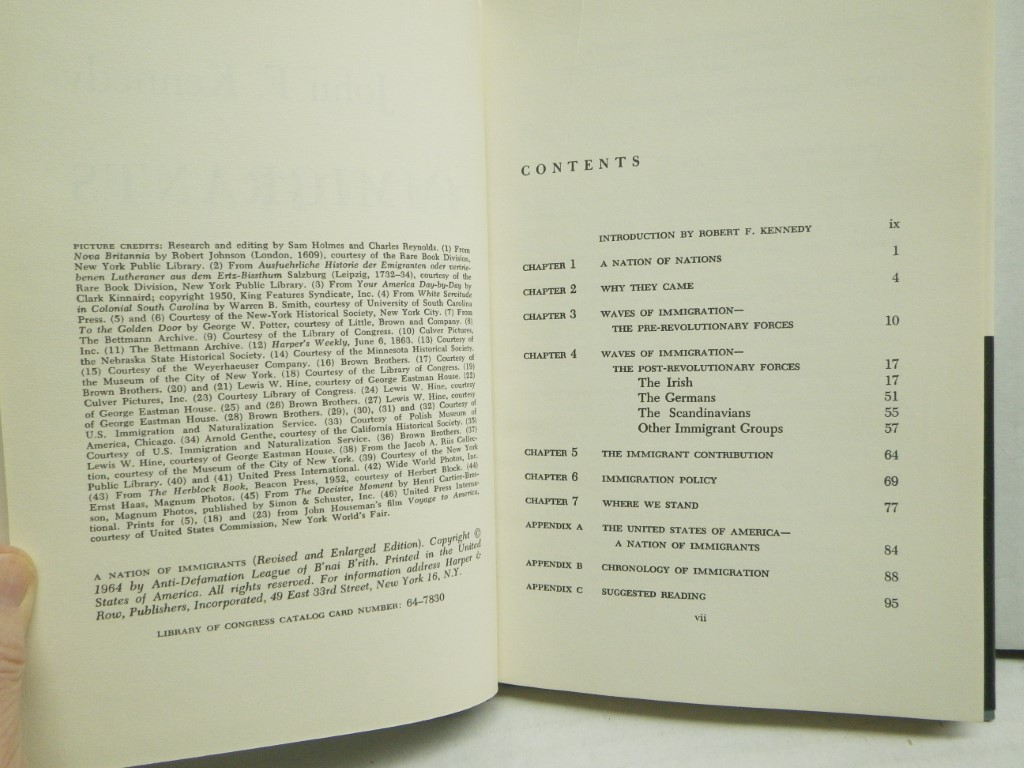 PICTURE CREDITS: Research and editing by Sam Holmes and Charles Reynolds. (1) From
Nova Britannia by Robert Johnson (London, 1609), courtesy of the Rare Book Division,
New York Public Library. (2) From Ausfuehrliche Historie der Emigranten oder vertrie-
benen Lutheraner aus dem Ertz-Bissthum Salzburg (Leipzig, 1732–34), courtesy of the
Rare Book Division, New York Public Library. (3) From Your America Day-by-Day by
Clark Kinnaird; copyright 1950, King Features Syndicate, Inc. (4) From White Servitude
in Colonial South Carolina by Warren B. Smith, courtesy of University of South Carolina
Press. (5) and (6) Courtesy of the New-York Historical Society, New York City. (7) From
To the Golden Door by George W. Potter, courtesy of Little, Brown and Company. (8)
The Bettmann Archive. (9) Courtesy of the Library of Congress. (10) Culver Pictures,
Inc. (11) The Bettmann Archive. (12) Harper's Weekly, June 6, 1863. (13) Courtesy of
the Nebraska State Historical Society. (14) Courtesy of the Minnesota Historical Society.
(15) Courtesy of the Weyerhaeuser Company. (16) Brown Brothers. (17) Courtesy of
the Museum of the City of New York. (18) Courtesy of the Library of Congress. (19)
Brown Brothers. (20) and (21) Lewis W. Hine, courtesy of George Eastman House. (22)
Culver Pictures, Inc. (23) Courtesy Library of Congress. (24) Lewis W. Hine, courtesy
of George Eastman House. (25) and (26) Brown Brothers. (27) Lewis W. Hine, courtesy
of George Eastman House. (28) Brown Brothers. (29), (30), (31) and (32) Courtesy of
U.S. Immigration and Naturalization Service. (33) Courtesy of Polish Museum of
America, Chicago. (34) Arnold Genthe, courtesy of the California Historical Society. (35)
Courtesy of U.S. Immigration and Naturalization Service. (36) Brown Brothers. (37)
Lewis W. Hine, courtesy of George Eastman House. (38) From the Jacob A. Riis Collec-
tion, courtesy of the Museum of the City of New York. (39) Courtesy of the New York
Public Library. (40) and (41) United Press International. (42) Wide World Photos, Inc.
(43) From The Herblock Book, Beacon Press, 1952, courtesy of Herbert Block. (44)
Ernst Haas, Magnum Photos. (45) From The Decisive Moment by Henri Cartier-Bres-
son, Magnum Photos, published by Simon & Schuster, Inc. (46) United Press Interna-
tional. Prints for (5), (18) and (23) from John Houseman's film Voyage to America,
courtesy of United States Commission, New York World's Fair.
A NATION OF IMMIGRANTS (Revised and Enlarged Edition). Copyright ©
1964 by Anti-Defamation League of B'nai B'rith. Printed in the United
States of America. All rights reserved. For information address Harper &
Row, Publishers, Incorporated, 49 East 33rd Street, New York 16, N.Y.
LIBRARY OF CONGRESS CATALOG CARD NUMBER: 64-7830
CONTENTS
INTRODUCTION BY ROBERT F. KENNEDY ix
CHAPTER 1 A NATION OF NATIONS 1
CHAPTER 2 WHY THEY CAME 4
CHAPTER 3 WAVES OF IMMIGRATION—
THE PRE-REVOLUTIONARY FORCES 10
CHAPTER 4 WAVES OF IMMIGRATION—
THE POST-REVOLUTIONARY FORCES 17
The Irish 17
The Germans 51
The Scandinavians 55
Other Immigrant Groups 57
CHAPTER 5 THE IMMIGRANT CONTRIBUTION 64
CHAPTER 6 IMMIGRATION POLICY 69
CHAPTER 7 WHERE WE STAND 77
APPENDIX A THE UNITED STATES OF AMERICA—
A NATION OF IMMIGRANTS 84
APPENDIX B CHRONOLOGY OF IMMIGRATION 88
APPENDIX C SUGGESTED READING 95
vii